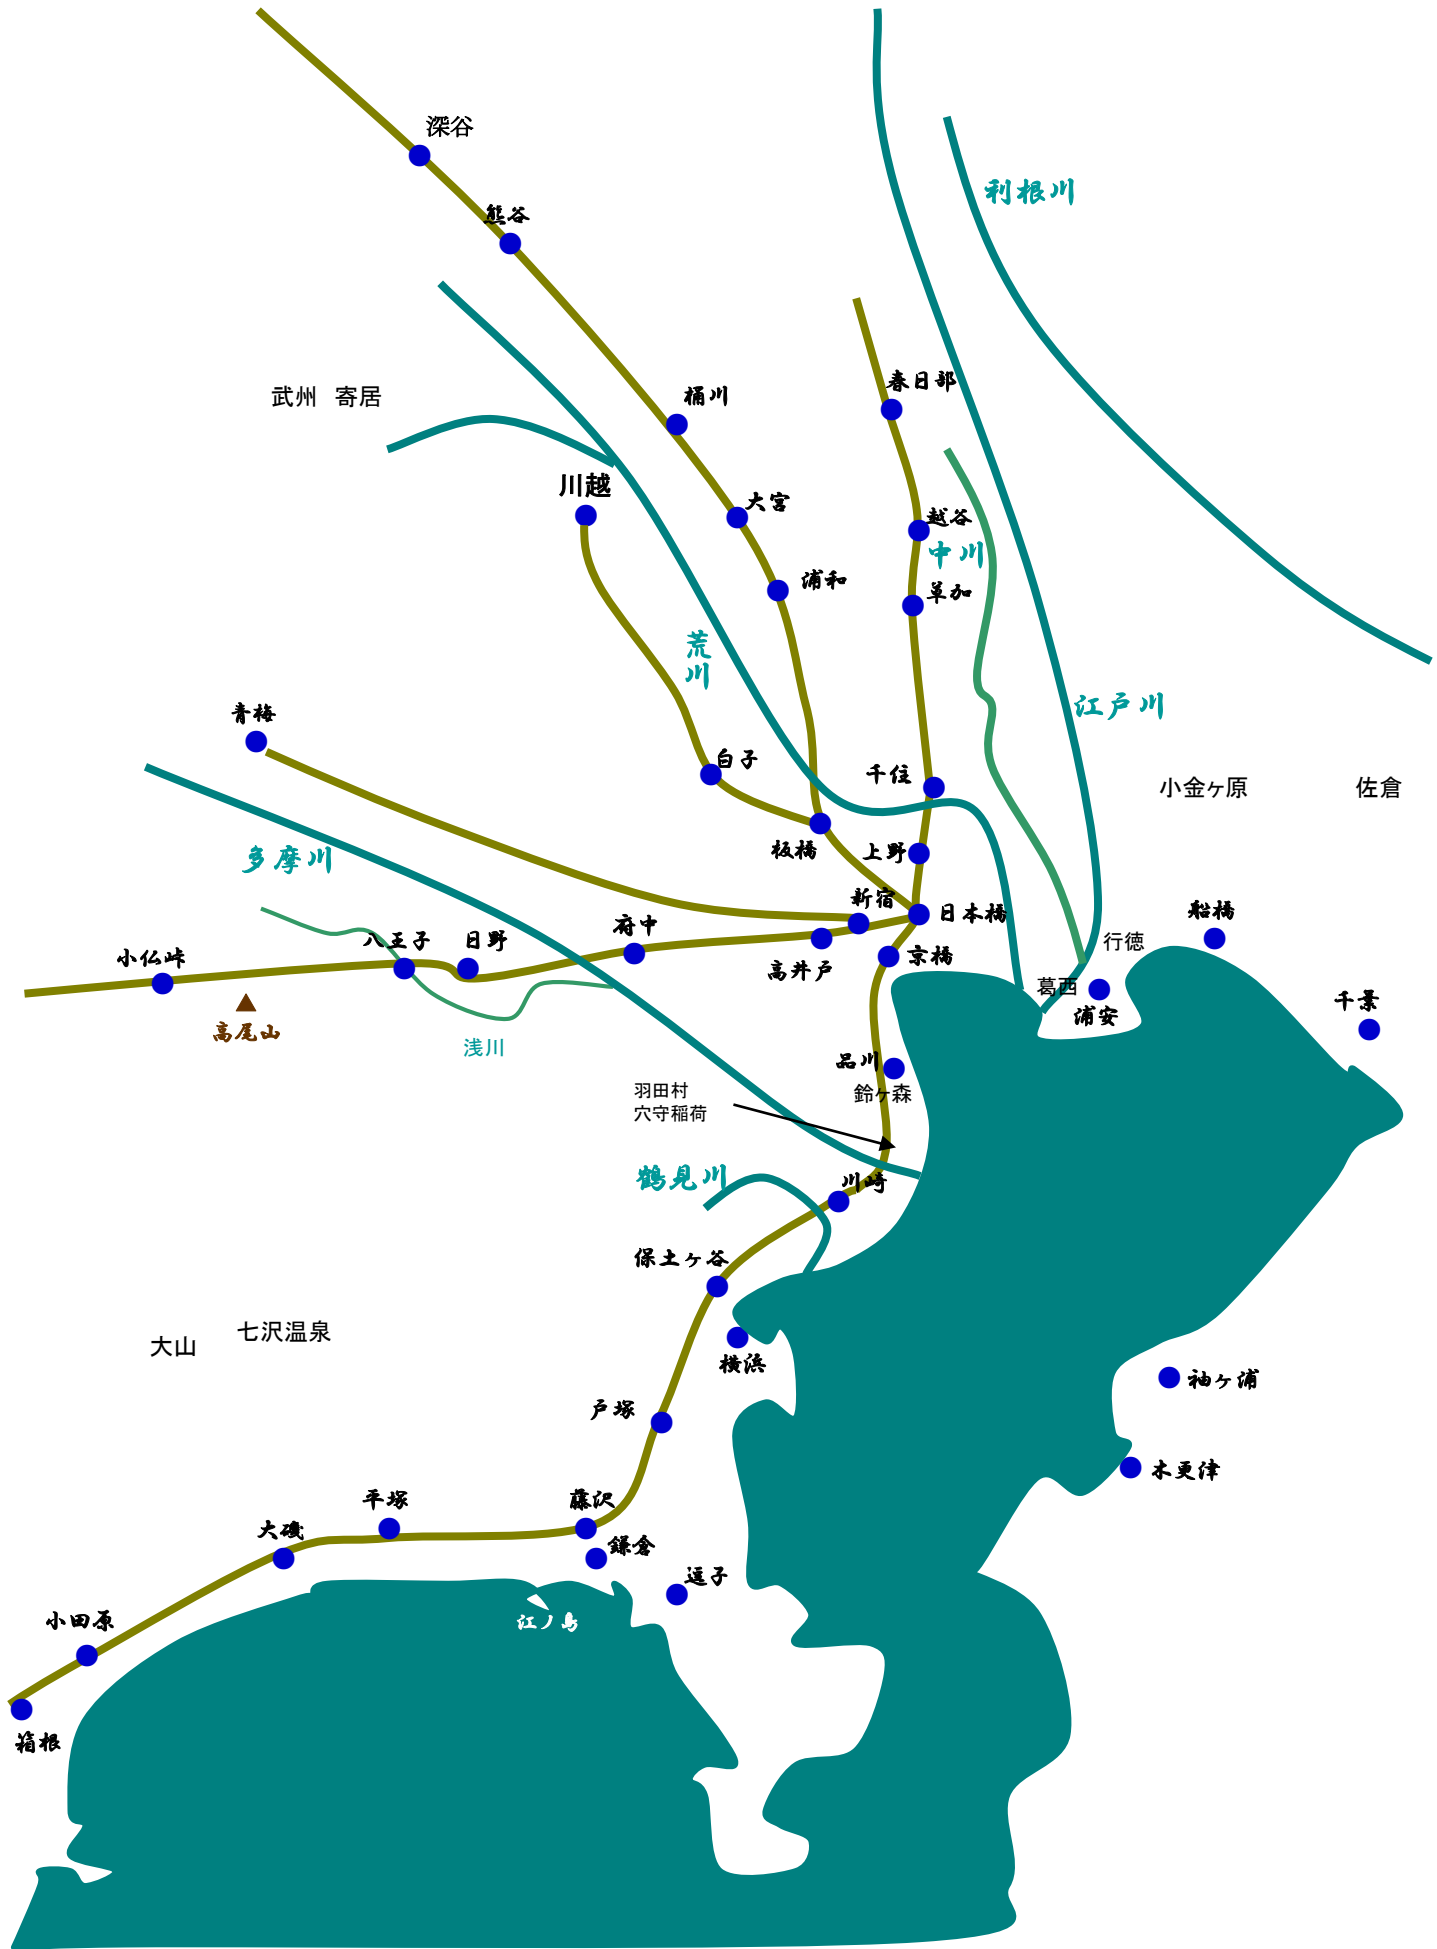 深谷
利根川
熊谷
春日部
武州　寄居
桶川
川越
大宮
越谷
中川
浦和
草加
荒
川
江戸川
青梅
白子
千住
小金ヶ原
佐倉
多摩川
板橋
上野
新宿
日本橋
船橋
府中
八王子
日野
行徳
小仏峠
高井戸
京橋
葛西
千葉
浦安
高尾山
浅川
品川
羽田村
穴守稲荷
鈴ヶ森
鶴見川
川崎
保土ヶ谷
七沢温泉
大山
横浜
袖ヶ浦
戸塚
木更津
平塚
藤沢
大磯
鎌倉
逗子
小田原
江ノ島
箱根